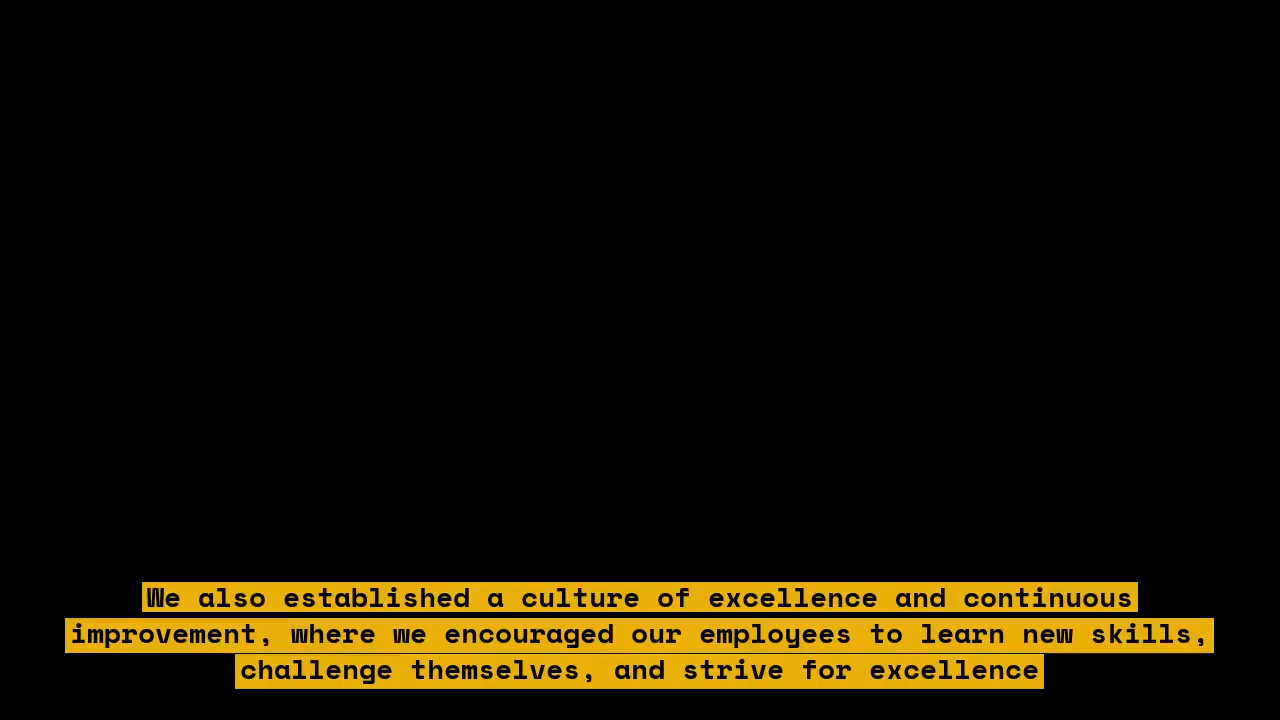 We also established a culture of excellence and continuous
improvement, where we encouraged our employees to learn new skills,
challenge themselves, and strive for excellence